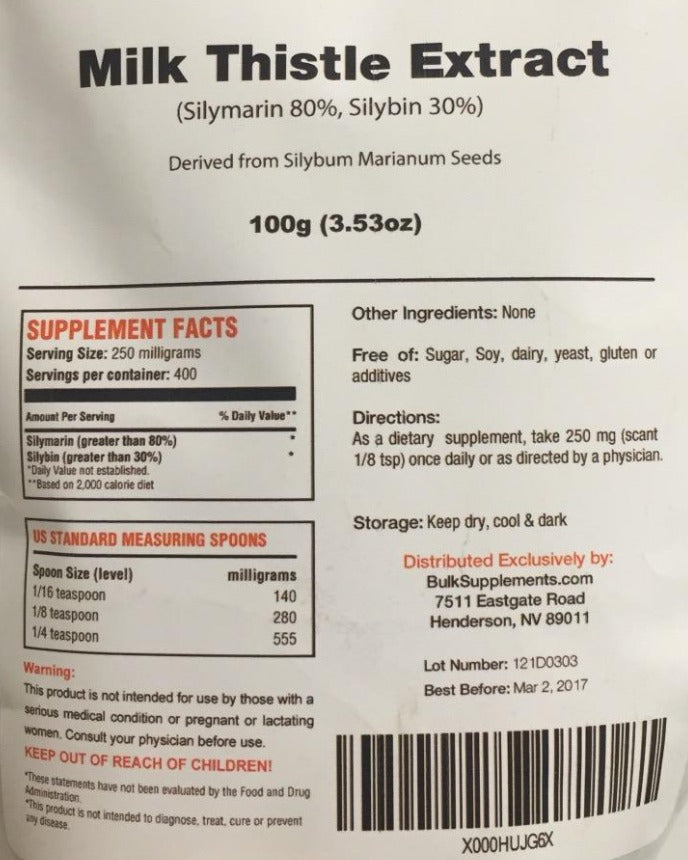 Milk Thistle Extract
(Silymarin 80%, Silybin 30%)
Derived from Silybum Marianum Seeds
100g (3.53oz)
SUPPLEMENT FACTS
Serving Size: 250 milligrams
Servings per container: 400
Amount Per Serving % Daily Value**
Silymarin (greater than 80%) *
Silybin (greater than 30%) *
*Daily Value not established.
**Based on 2,000 calorie diet
US STANDARD MEASURING SPOONS
Spoon Size (level) milligrams
1/16 teaspoon 140
1/8 teaspoon 280
1/4 teaspoon 555
Warning:
This product is not intended for use by those with a
serious medical condition or pregnant or lactating
women. Consult your physician before use.
KEEP OUT OF REACH OF CHILDREN!
*These statements have not been evaluated by the Food and Drug
Administration.
*This product is not intended to diagnose, treat, cure or prevent
any disease.
Other Ingredients: None
Free of: Sugar, Soy, dairy, yeast, gluten or
additives
Directions:
As a dietary supplement, take 250 mg (scant
1/8 tsp) once daily or as directed by a physician.
Storage: Keep dry, cool & dark
Distributed Exclusively by:
BulkSupplements.com
7511 Eastgate Road
Henderson, NV 89011
Lot Number: 121D0303
Best Before: Mar 2, 2017
X000HUJG6X